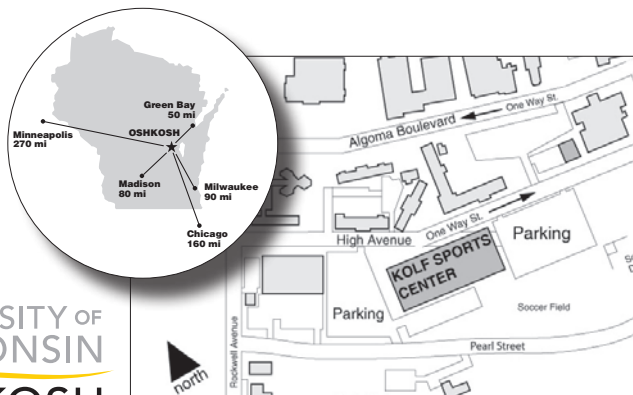 Green Bay
50 mi
OSHKOSH
Minneapolis
270 mi
Madison
80 mi
Milwaukee
90 mi
Chicago
160 mi
One Way St.
Algoma Boulevard
One Way St.
High Avenue
Parking
KOLF SPORTS
CENTER
Soccer Field
Parking
Pearl Street
Rockwell Avenue
north
SITY OF
ONSIN
KOSH